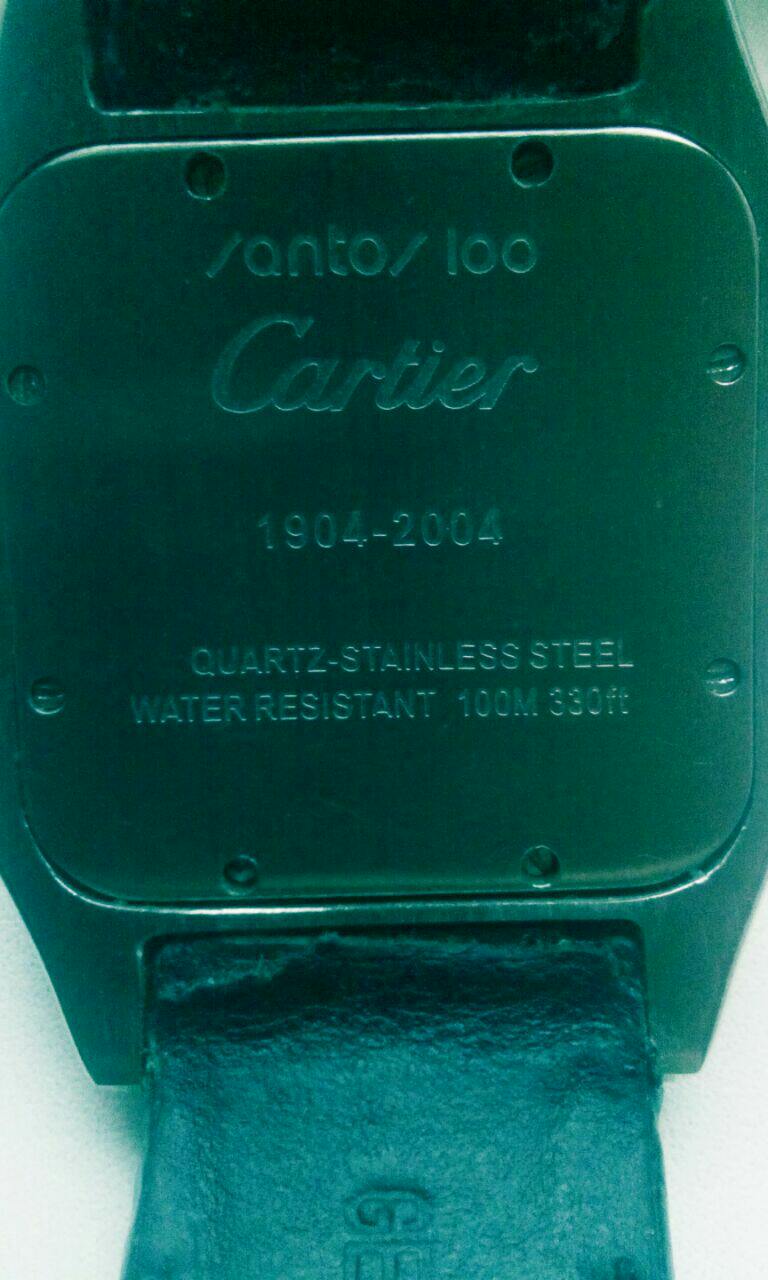 santos 100
Cartier
1904-2004
QUARTZ-STAINLESS STEEL
WATER RESISTANT 100M 330ft